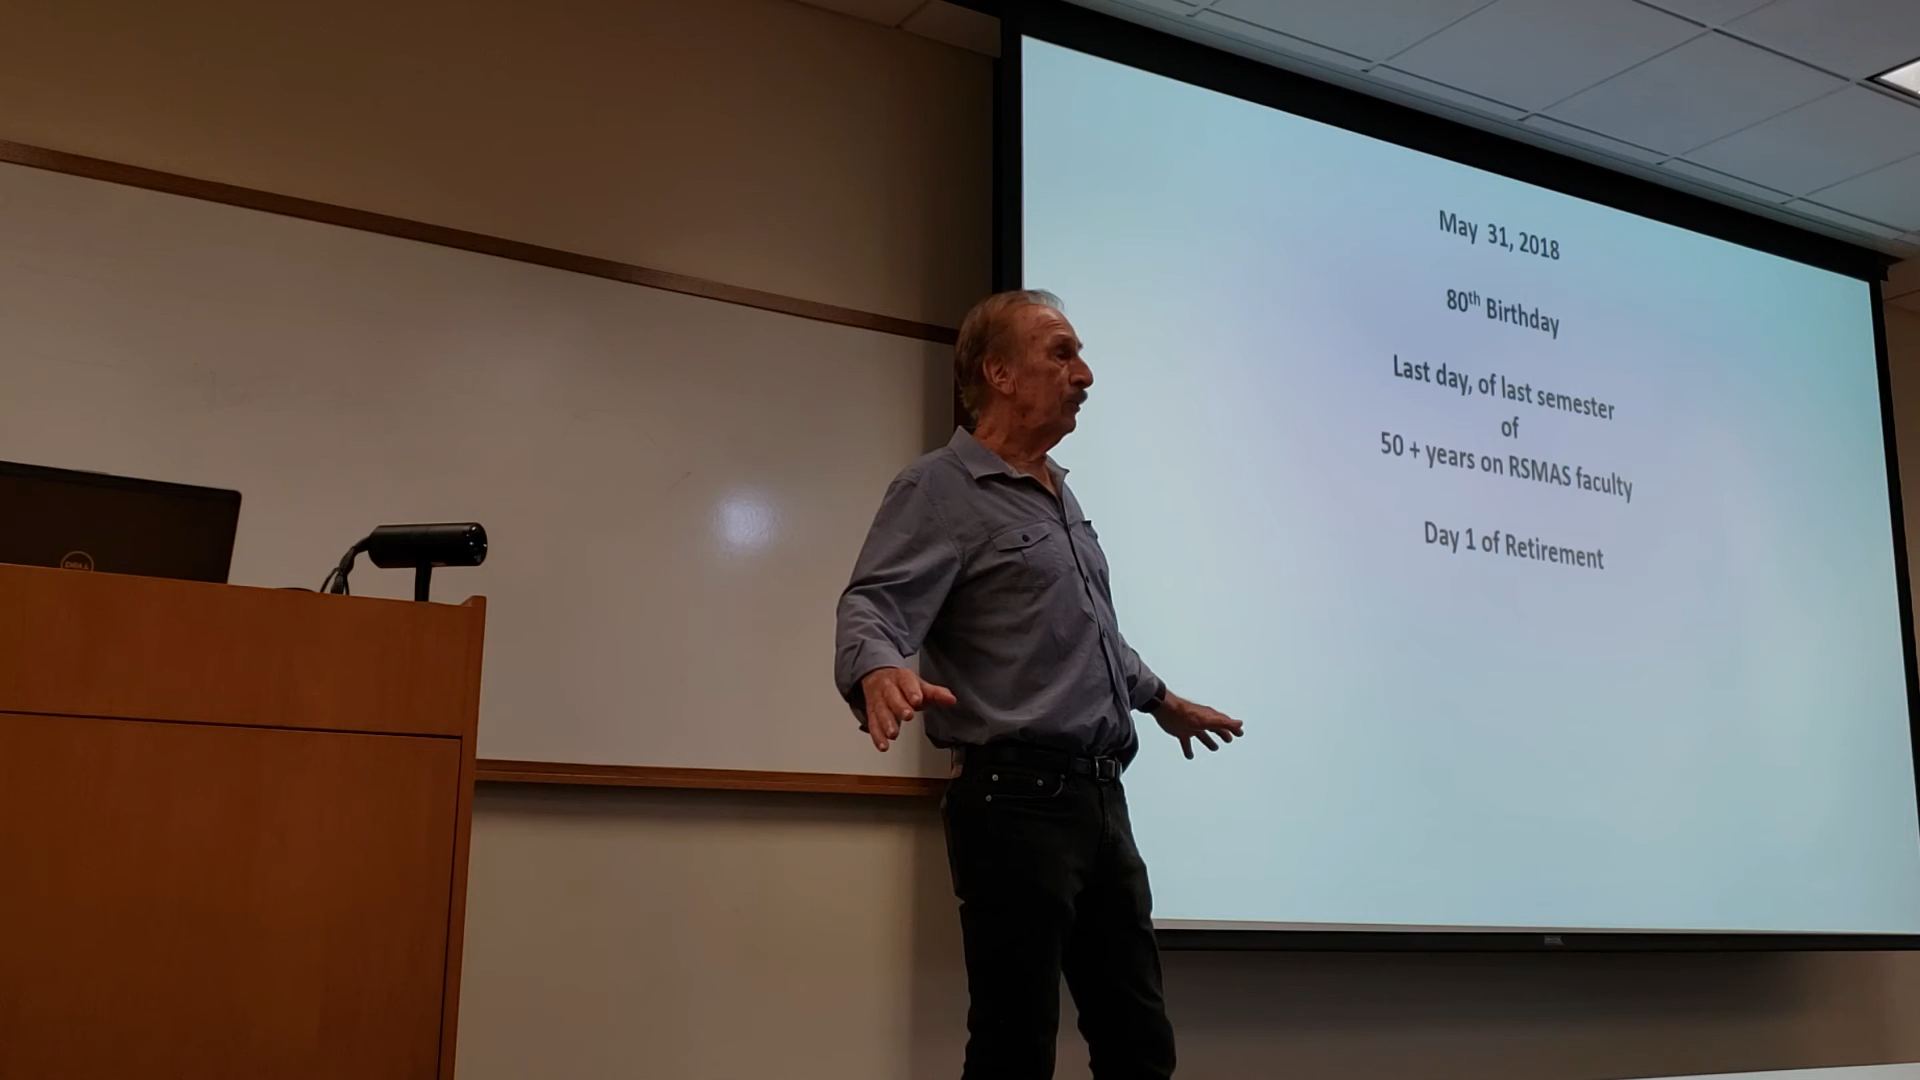 May 31, 2018
80th Birthday
Last day, of last semester
of
50 + years on RSMAS faculty
Day 1 of Retirement
DELL